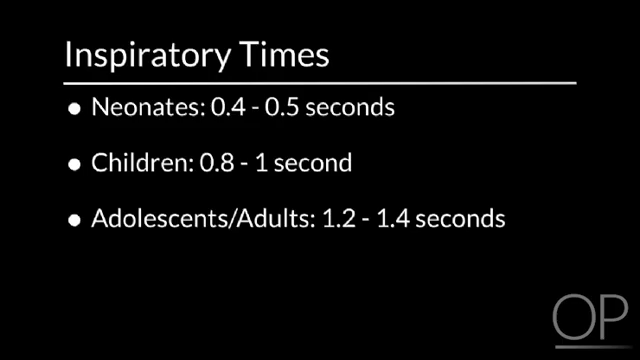 Inspiratory Times
● Neonates: 0.4 - 0.5 seconds
● Children: 0.8 - 1 second
● Adolescents/Adults: 1.2 - 1.4 seconds
OP